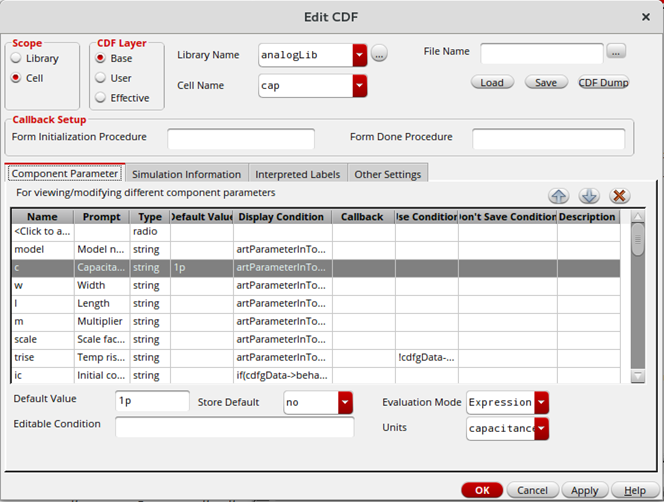 Edit CDF
Scope
Library
Cell
CDF Layer
Base
User
Effective
Library Name analogLib ...
Cell Name cap
File Name ...
Load Save CDF Dump
Callback Setup
Form Initialization Procedure Form Done Procedure
Component Parameter Simulation Information Interpreted Labels Other Settings
For viewing/modifying different component parameters
Name Prompt Type Default Value Display Condition Callback Use Condition Don't Save Condition Description
<Click to a... radio
model Model n... string artParameterInTo...
c Capacita... string 1p artParameterInTo...
w Width string artParameterInTo...
l Length string artParameterInTo...
m Multiplier string artParameterInTo...
scale Scale fac... string artParameterInTo...
trise Temp ris... string artParameterInTo... !cdfgData-...
ic Initial co... string if(cdfgData->beha...
Default Value 1p Store Default no Evaluation Mode Expression
Editable Condition Units capacitance
OK Cancel Apply Help